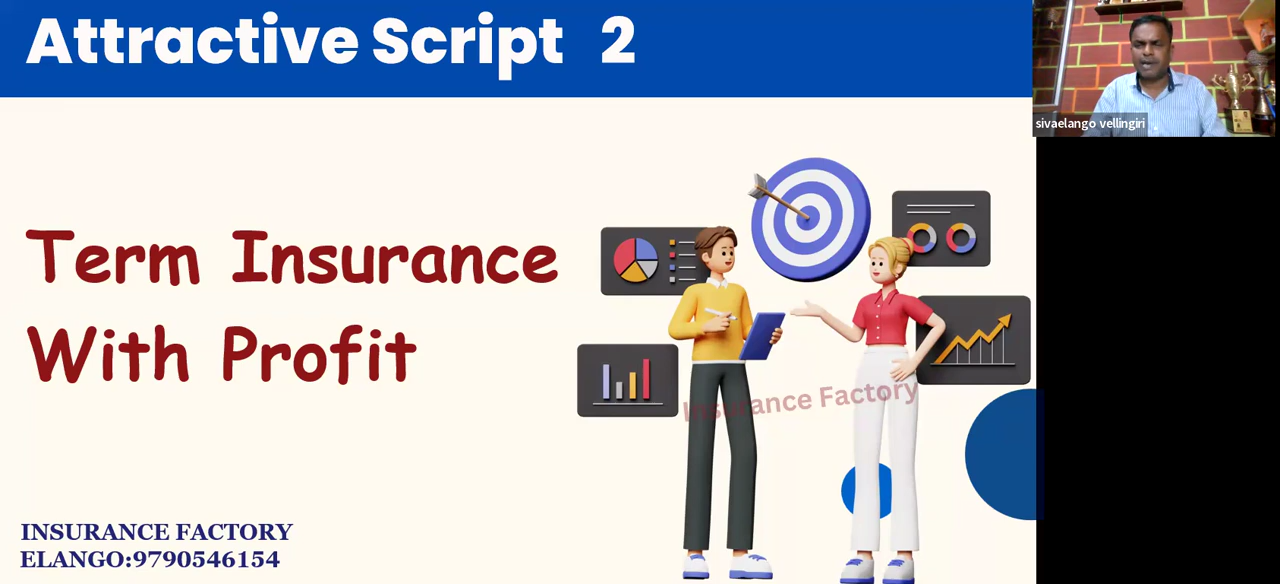 Attractive Script 2
sivaelango vellingiri
Term Insurance
With Profit
Insurance Factory
INSURANCE FACTORY
ELANGO:9790546154